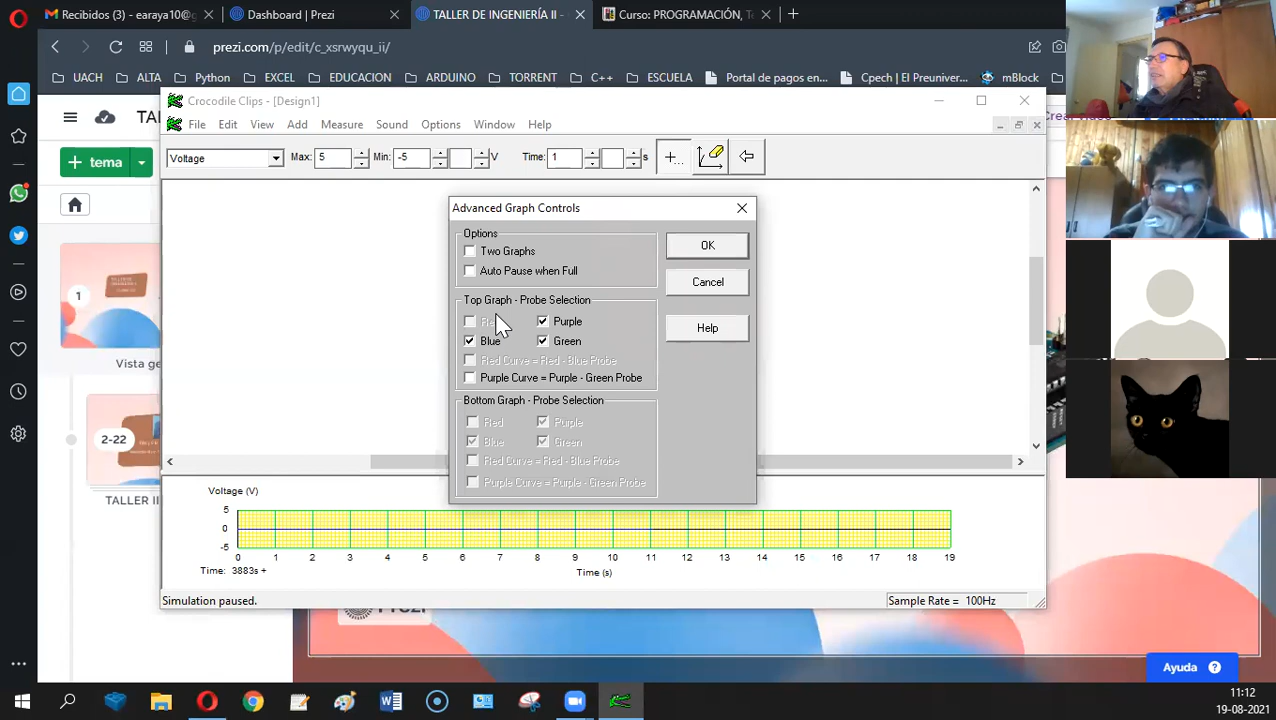 Recibidos (3) - earaya10@g
Dashboard | Prezi
TALLER DE INGENIERÍA II -
Curso: PROGRAMACIÓN, Te
prezi.com/p/edit/c_xsrwyqu_ii/
UACH
ALTA
Python
EXCEL
EDUCACION
ARDUINO
TORRENT
C++
ESCUELA
Portal de pagos en...
Cpech | El Preuniver...
mBlock
Crocodile Clips - [Design1]
TA
File Edit View Add Measure Sound Options Window Help
tema
Voltage
Max: 5
Min: -5
V
Time: 1
s
Advanced Graph Controls
Options
Two Graphs
Auto Pause when Full
OK
Cancel
Help
Top Graph - Probe Selection
Purple
Blue
Green
Red Curve = Red - Blue Probe
Purple Curve = Purple - Green Probe
Bottom Graph - Probe Selection
Red
Purple
Blue
Green
Red Curve = Red - Blue Probe
Purple Curve = Purple - Green Probe
1
Vista ge
2-22
TALLER II
Voltage (V)
5
0
-5
0 1 2 3 4 5 6 7 8 9 10 11 12 13 14 15 16 17 18 19
Time: 3883s +
Time (s)
Simulation paused.
Sample Rate = 100Hz
Ayuda
11:12
19-08-2021